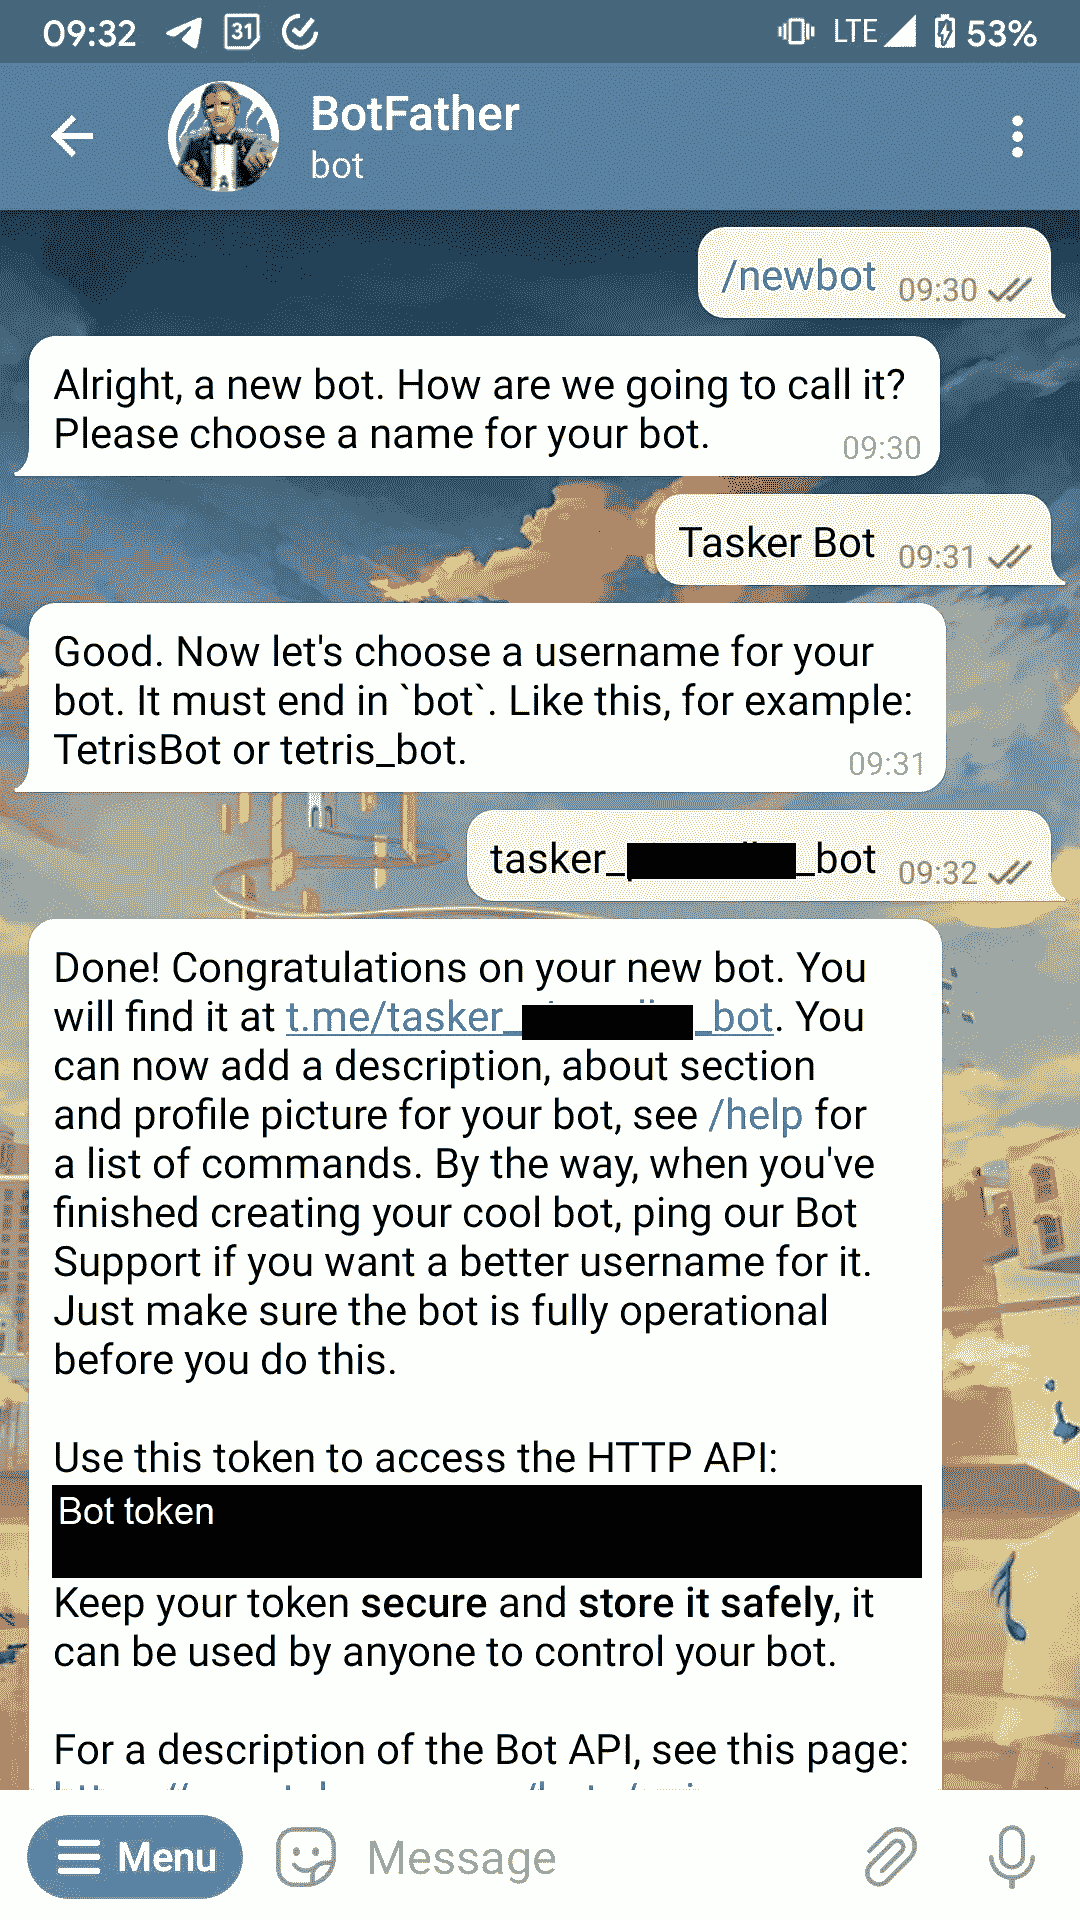 09:32 31 LTE 53%
BotFather
bot
/newbot 09:30
Alright, a new bot. How are we going to call it?
Please choose a name for your bot. 09:30
Tasker Bot 09:31
Good. Now let's choose a username for your
bot. It must end in `bot`. Like this, for example:
TetrisBot or tetris_bot. 09:31
tasker_ _bot 09:32
Done! Congratulations on your new bot. You
will find it at t.me/tasker_ _bot. You
can now add a description, about section
and profile picture for your bot, see /help for
a list of commands. By the way, when you've
finished creating your cool bot, ping our Bot
Support if you want a better username for it.
Just make sure the bot is fully operational
before you do this.
Use this token to access the HTTP API:
Bot token
Keep your token secure and store it safely, it
can be used by anyone to control your bot.
For a description of the Bot API, see this page:
Menu Message